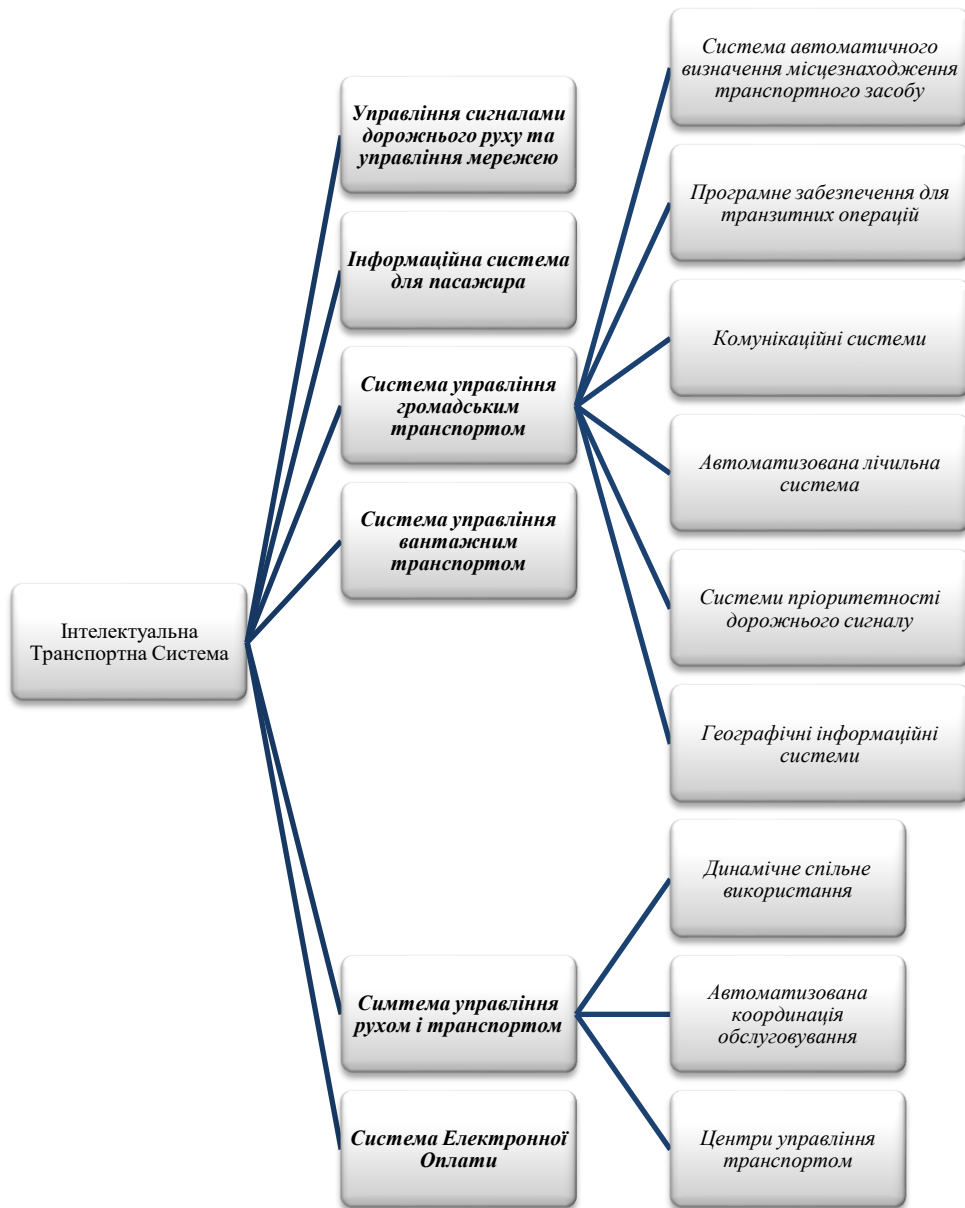 Інтелектуальна
Транспортна Система
Управління сигналами
дорожнього руху та
управління мережею
Інформаційна система
для пасажира
Система управління
громадським
транспортом
Система автоматичного
визначення місцезнаходження
транспортного засобу
Програмне забезпечення для
транзитних операцій
Комунікаційні системи
Автоматизована лічильна
система
Системи пріоритетності
дорожнього сигналу
Географічні інформаційні
системи
Система управління
вантажним
транспортом
Симтема управління
рухом і транспортом
Динамічне спільне
використання
Автоматизована
координація
обслуговування
Центри управління
транспортом
Система Електронної
Оплати